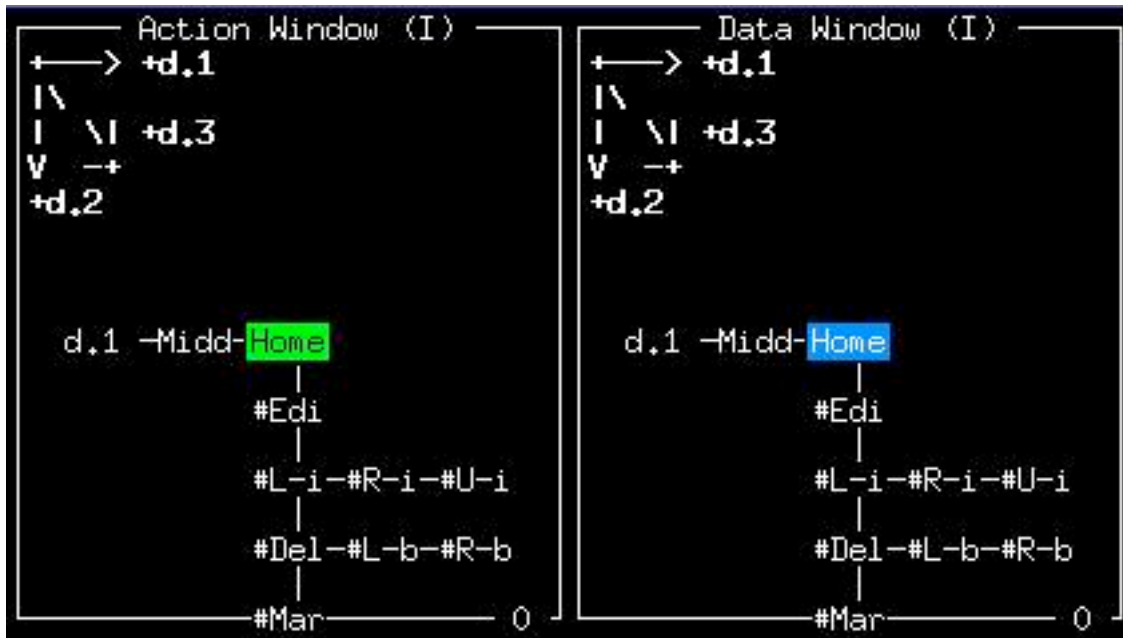 Action Window (I) Data Window (I)
+——> +d.1 +——> +d.1
|\ |\
| \| +d.3 | \| +d.3
V —+ V —+
+d.2 +d.2
d.1 —Midd-Home d.1 —Midd-Home
#Edi #Edi
#L-i—#R-i—#U-i #L-i—#R-i—#U-i
#Del—#L-b—#R-b #Del—#L-b—#R-b
#Mar 0 #Mar 0